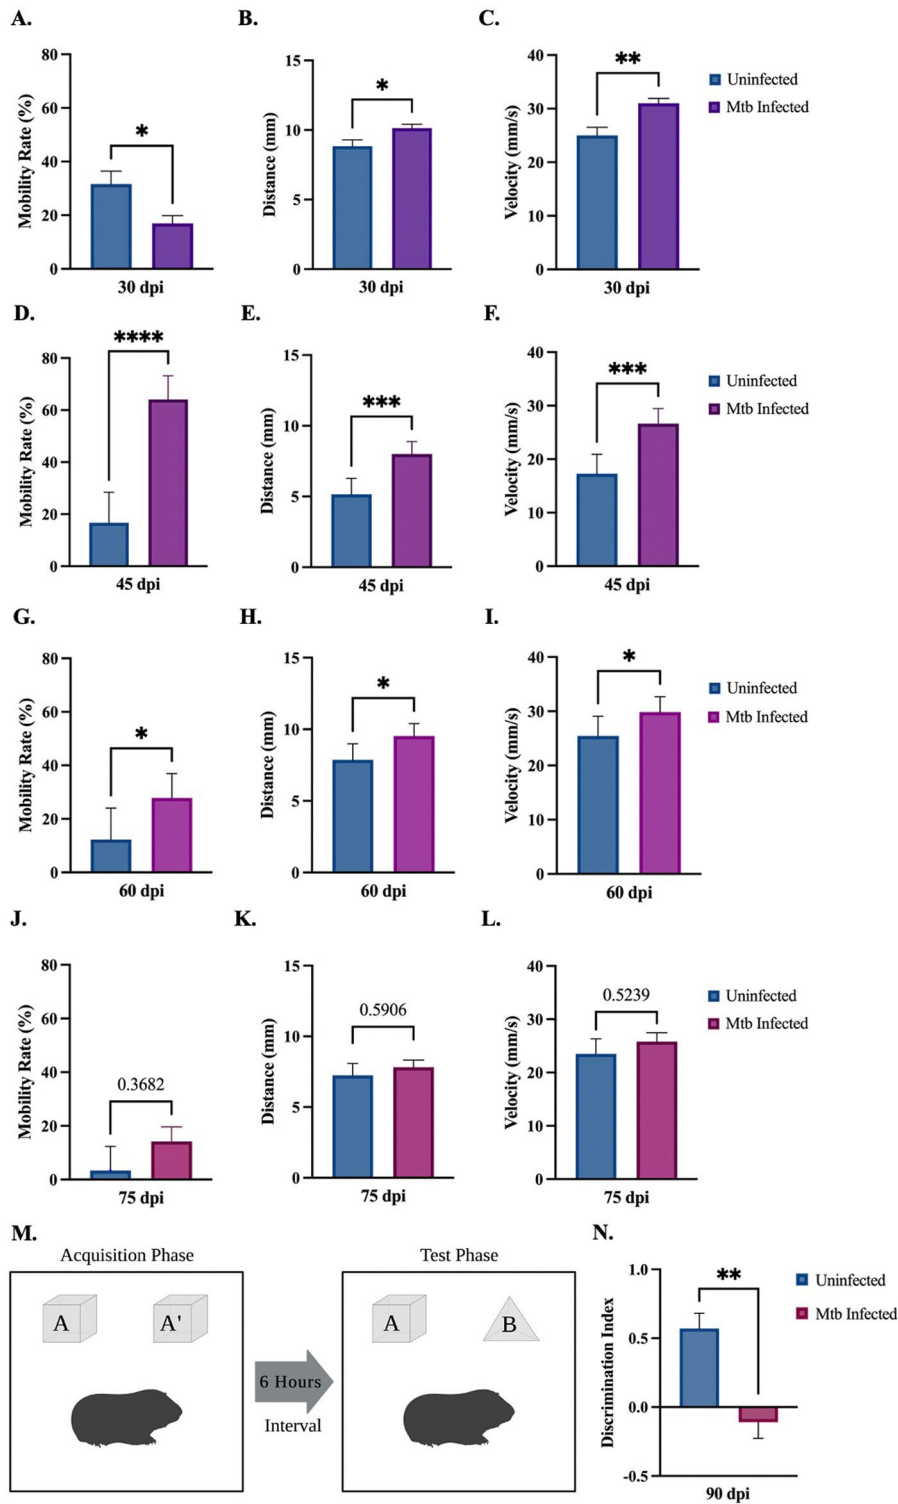 A.
B.
C.
Mobility Rate (%)
80
60
40
20
0
*
30 dpi
Distance (mm)
15
10
5
0
*
30 dpi
Velocity (mm/s)
40
30
20
10
0
**
30 dpi
Uninfected
Mtb Infected
D.
E.
F.
Mobility Rate (%)
80
60
40
20
0
****
45 dpi
Distance (mm)
15
10
5
0
***
45 dpi
Velocity (mm/s)
40
30
20
10
0
***
45 dpi
Uninfected
Mtb Infected
G.
H.
I.
Mobility Rate (%)
80
60
40
20
0
*
60 dpi
Distance (mm)
15
10
5
0
*
60 dpi
Velocity (mm/s)
40
30
20
10
0
*
60 dpi
Uninfected
Mtb Infected
J.
K.
L.
Mobility Rate (%)
80
60
40
20
0
0.3682
75 dpi
Distance (mm)
15
10
5
0
0.5906
75 dpi
Velocity (mm/s)
40
30
20
10
0
0.5239
75 dpi
Uninfected
Mtb Infected
M.
Acquisition Phase
A
A'
6 Hours
Interval
Test Phase
A
B
N.
Discrimination Index
1.0
0.5
0.0
-0.5
**
90 dpi
Uninfected
Mtb Infected